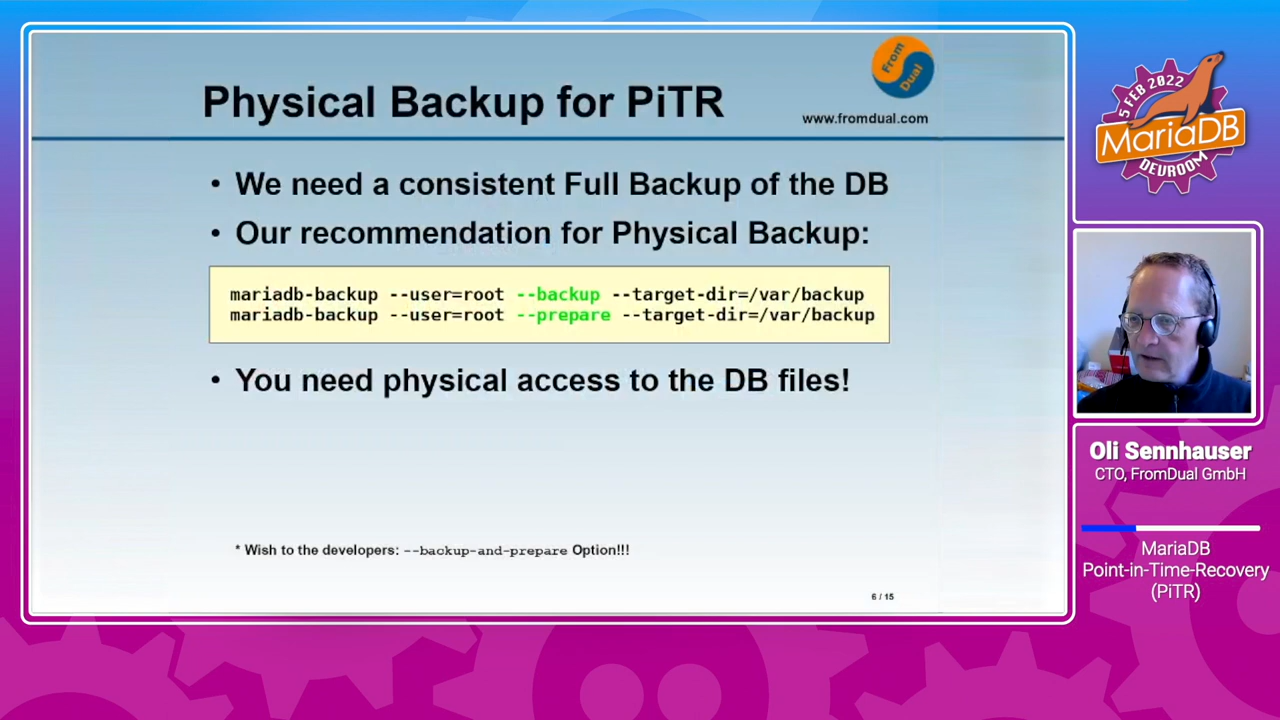 Physical Backup for PiTR
From
Dual
www.fromdual.com
• We need a consistent Full Backup of the DB
• Our recommendation for Physical Backup:
mariadb-backup --user=root --backup --target-dir=/var/backup
mariadb-backup --user=root --prepare --target-dir=/var/backup
• You need physical access to the DB files!
* Wish to the developers: --backup-and-prepare Option!!!
6 / 15
5 FEB 2022
MariaDB
DEVROOM
Oli Sennhauser
CTO, FromDual GmbH
MariaDB
Point-in-Time-Recovery
(PiTR)